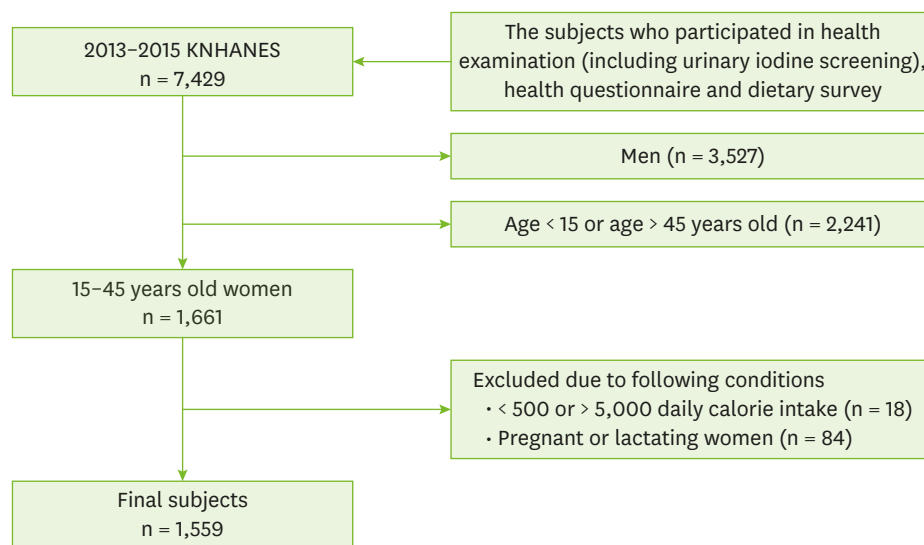 2013–2015 KNHANES
n = 7,429
The subjects who participated in health
examination (including urinary iodine screening),
health questionnaire and dietary survey
Men (n = 3,527)
Age < 15 or age > 45 years old (n = 2,241)
15–45 years old women
n = 1,661
Excluded due to following conditions
• < 500 or > 5,000 daily calorie intake (n = 18)
• Pregnant or lactating women (n = 84)
Final subjects
n = 1,559